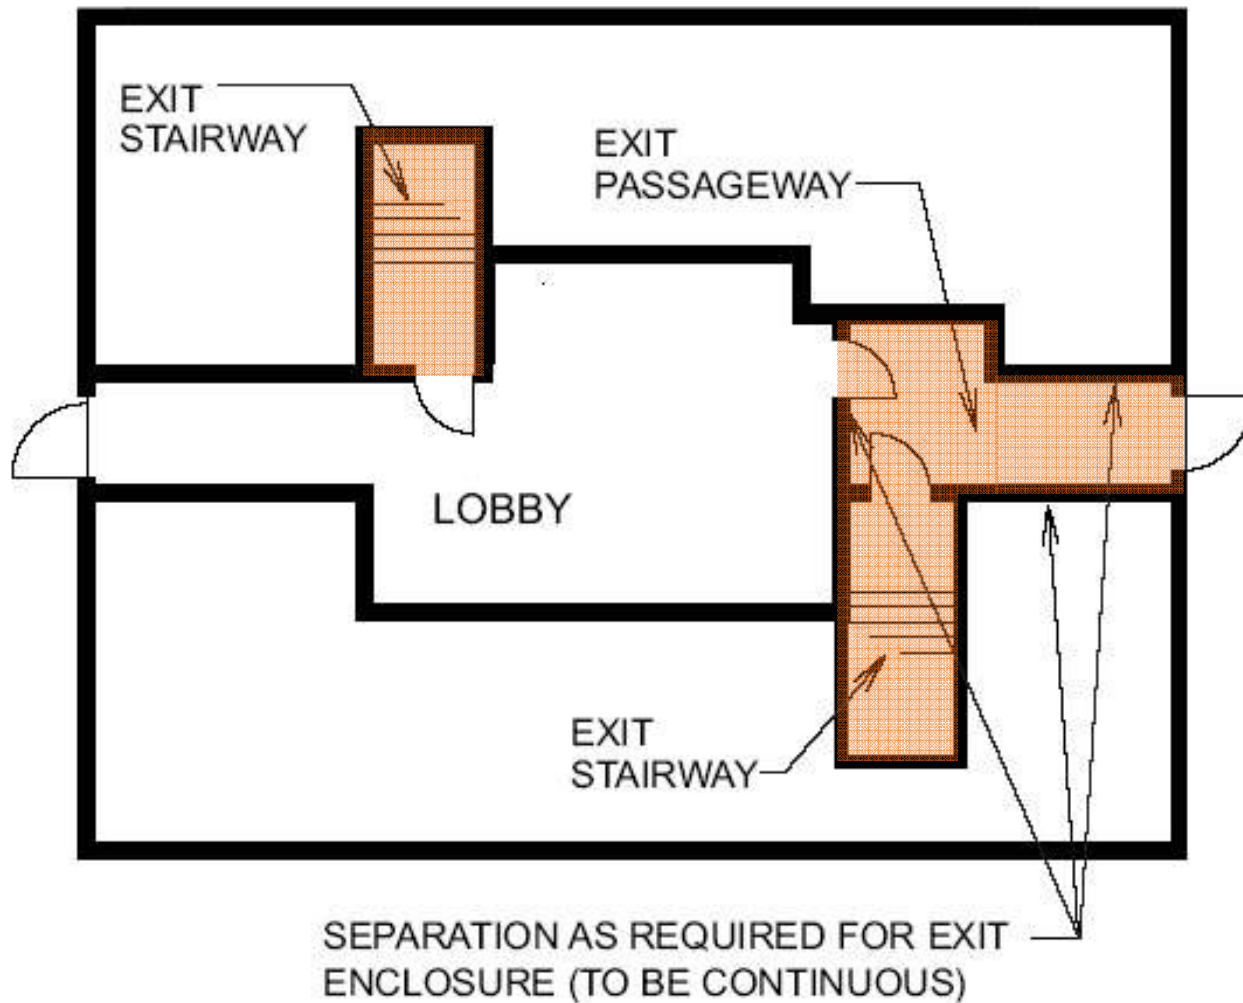 EXIT
STAIRWAY
EXIT
PASSAGEWAY
LOBBY
EXIT
STAIRWAY
SEPARATION AS REQUIRED FOR EXIT
ENCLOSURE (TO BE CONTINUOUS)